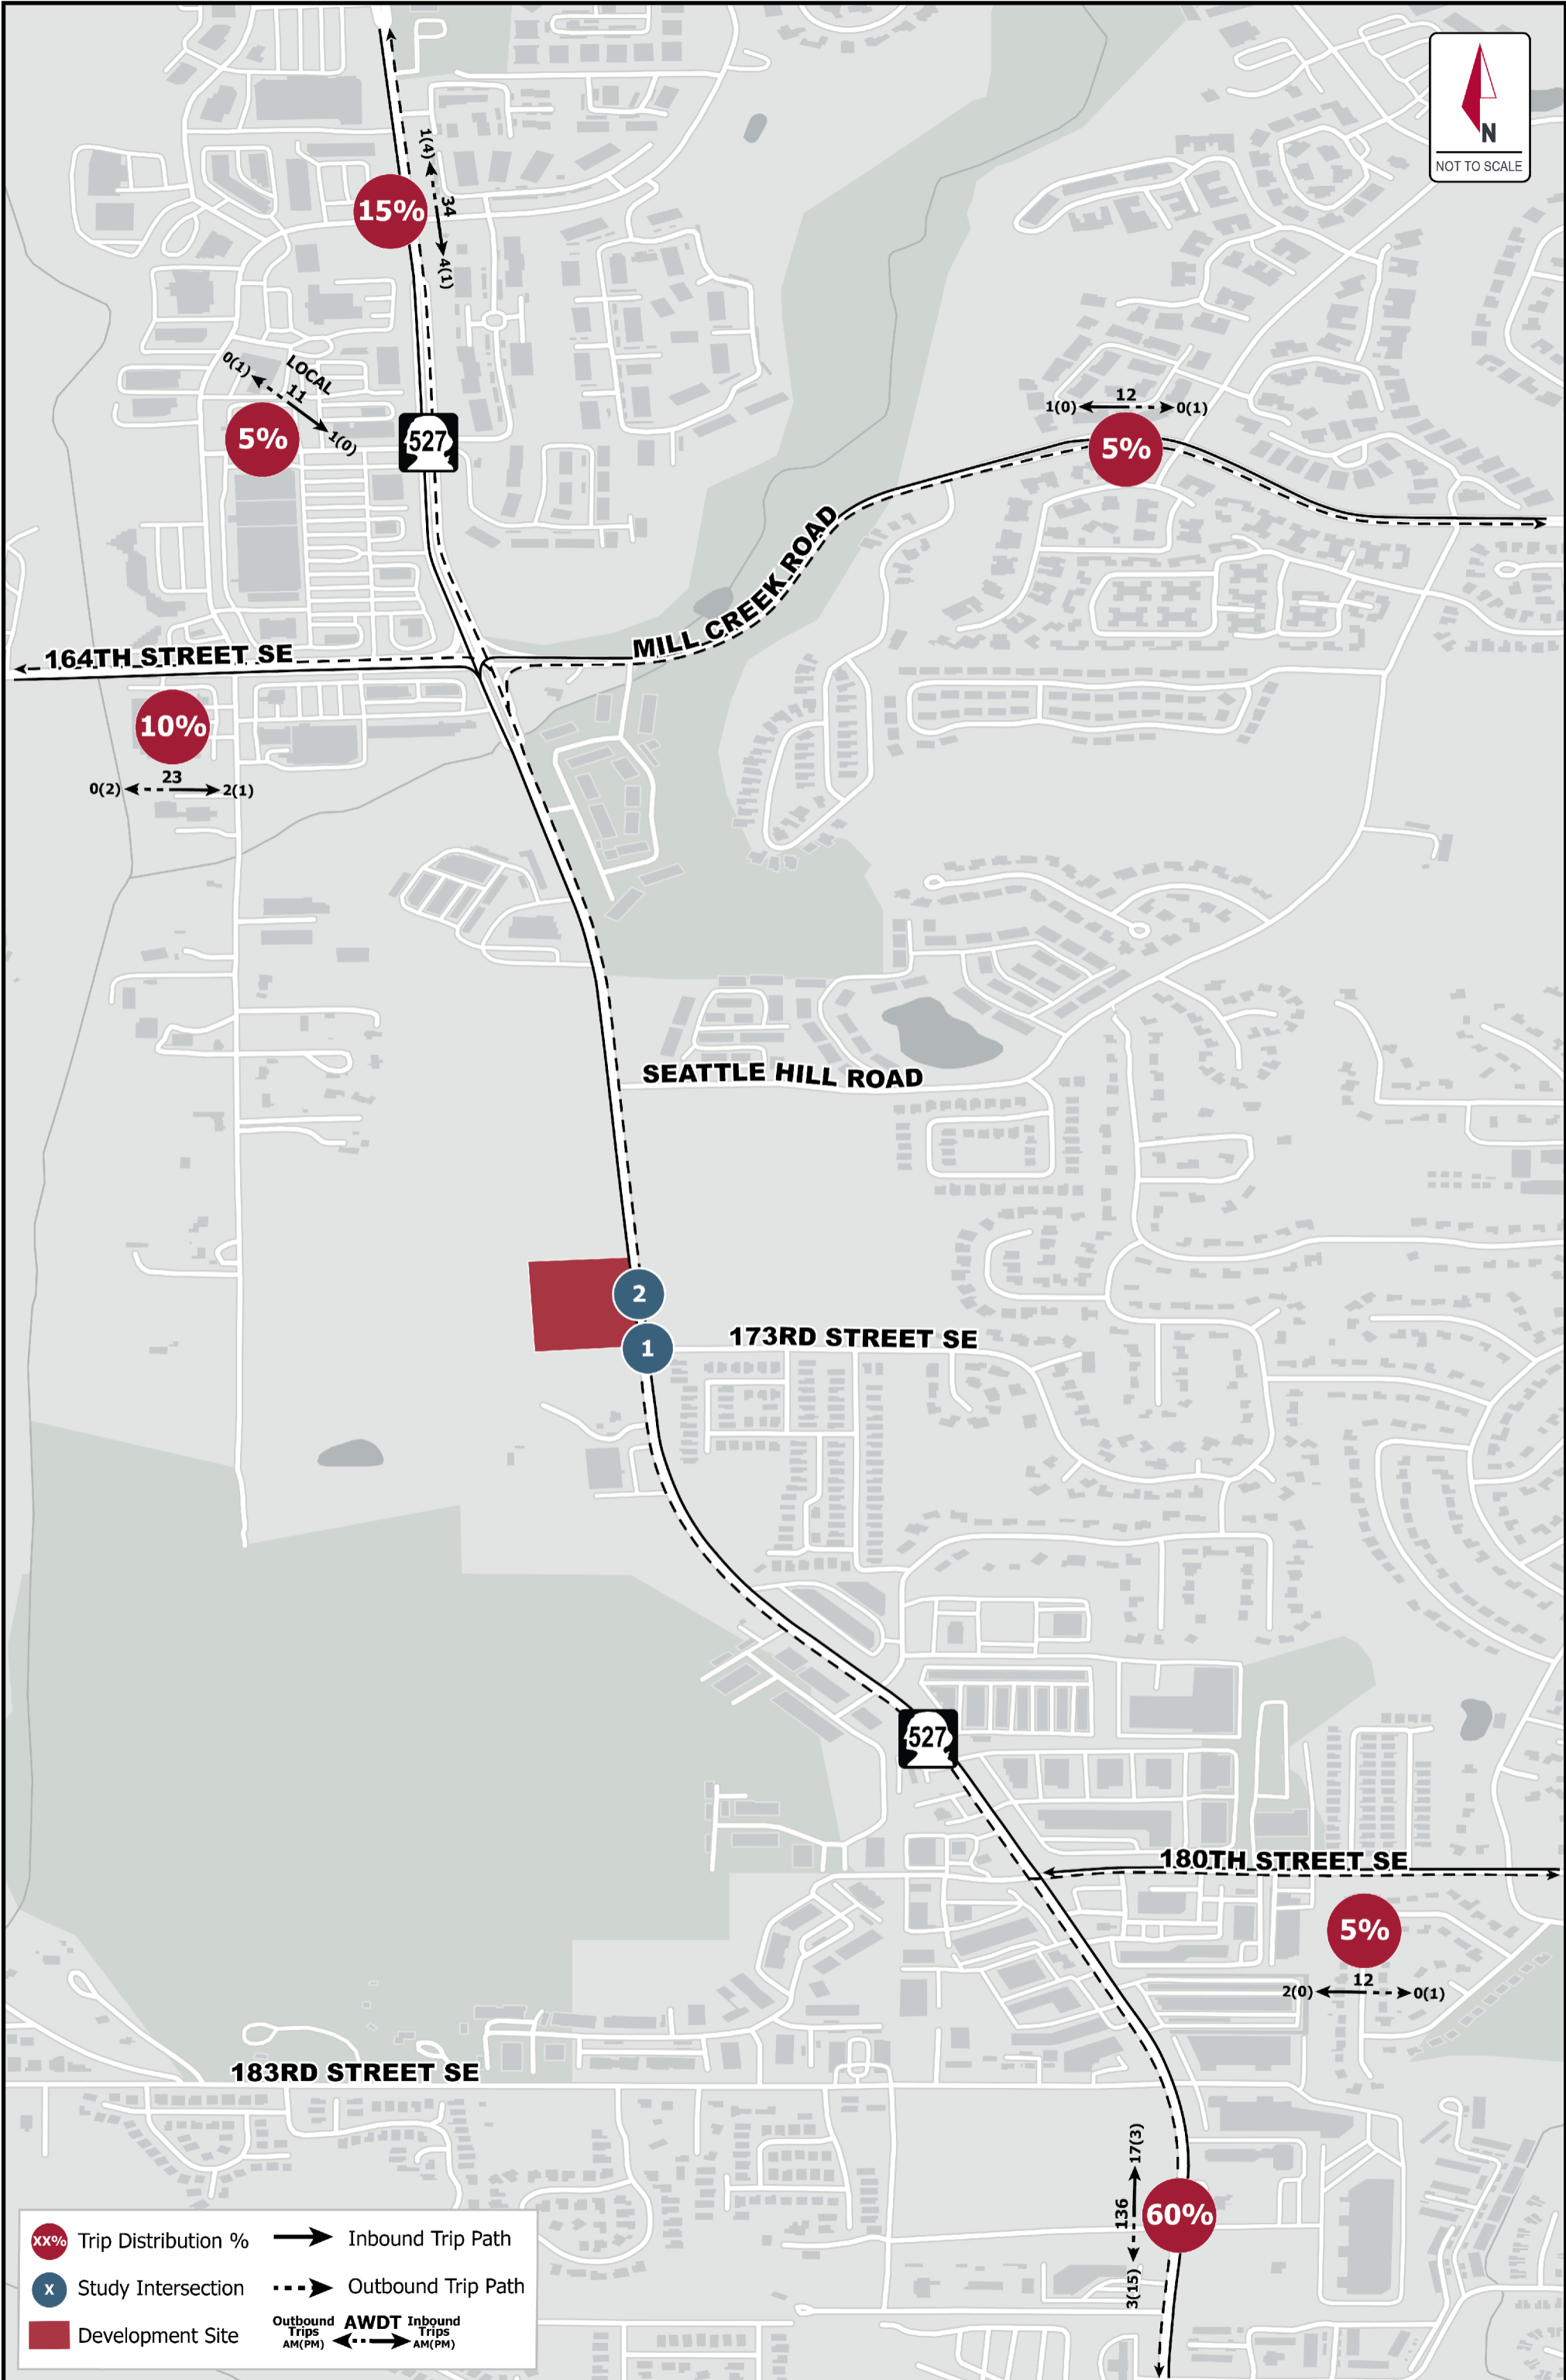 N
NOT TO SCALE
1(4)
34
4(1)
15%
LOCAL
0(1)
11
1(0)
5%
527
12
1(0)
0(1)
5%
MILL CREEK ROAD
164TH STREET SE
10%
23
0(2)
2(1)
SEATTLE HILL ROAD
2
1
173RD STREET SE
527
180TH STREET SE
5%
12
2(0)
0(1)
183RD STREET SE
17(3)
136
3(15)
60%
XX% Trip Distribution %
Inbound Trip Path
X Study Intersection
Outbound Trip Path
Development Site
Outbound Trips AM(PM)
AWDT
Inbound Trips AM(PM)